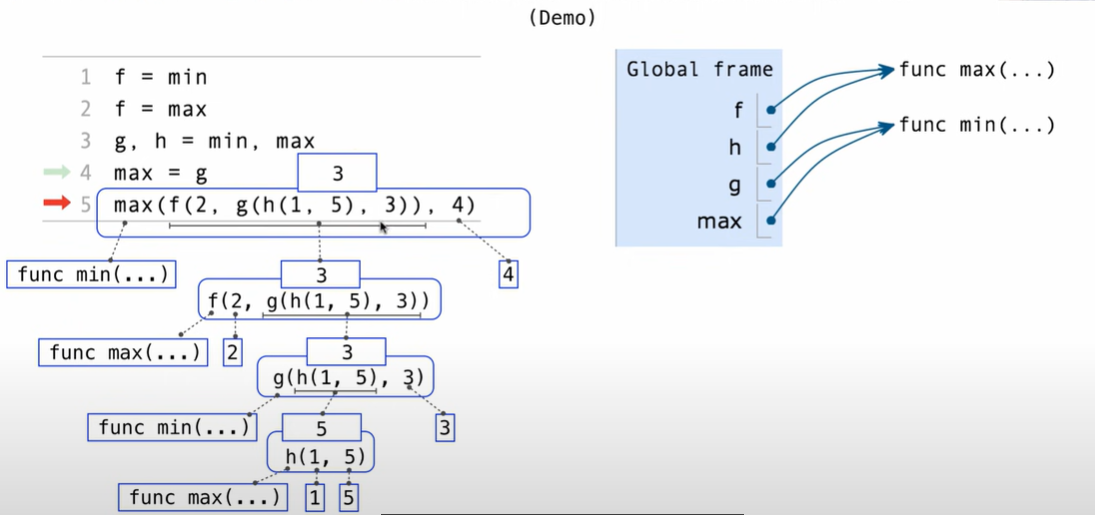 (Demo)
1 f = min
2 f = max
3 g, h = min, max
4 max = g
3
5 max(f(2, g(h(1, 5), 3)), 4)
func min(...)
3
4
f(2, g(h(1, 5), 3))
func max(...)
2
3
g(h(1, 5), 3)
func min(...)
5
3
h(1, 5)
func max(...)
1
5
Global frame
f
h
g
max
func max(...)
func min(...)